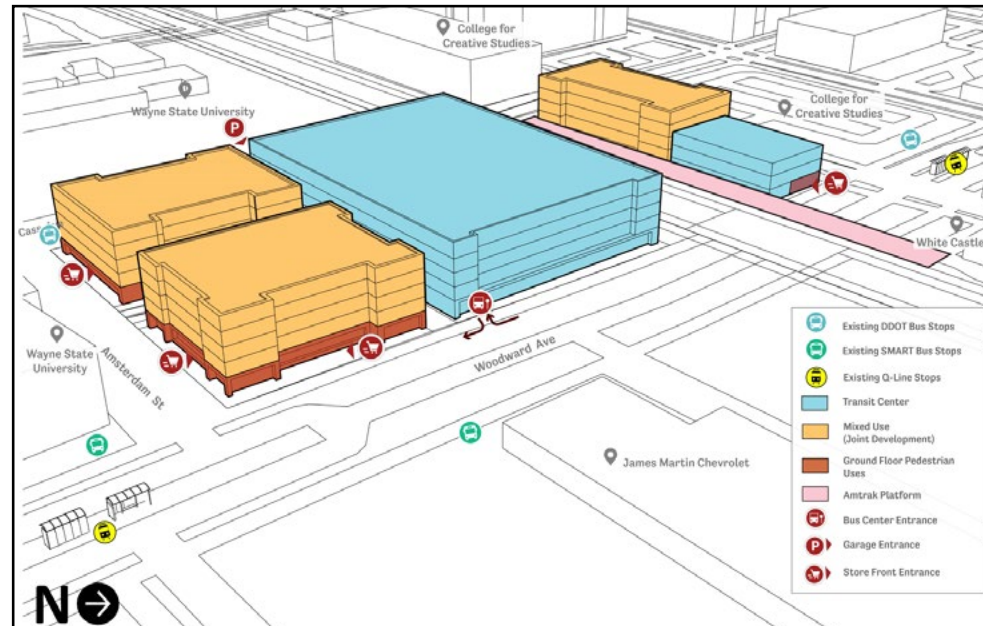 College for
Creative Studies
Wayne State University
P
College for
Creative Studies
White Castle
Wayne State
University
Amsterdam St
Woodward Ave
James Martin Chevrolet
Existing DDOT Bus Stops
Existing SMART Bus Stops
Existing Q-Line Stops
Transit Center
Mixed Use
(Joint Development)
Ground Floor Pedestrian
Uses
Amtrak Platform
Bus Center Entrance
P
Garage Entrance
Store Front Entrance
N